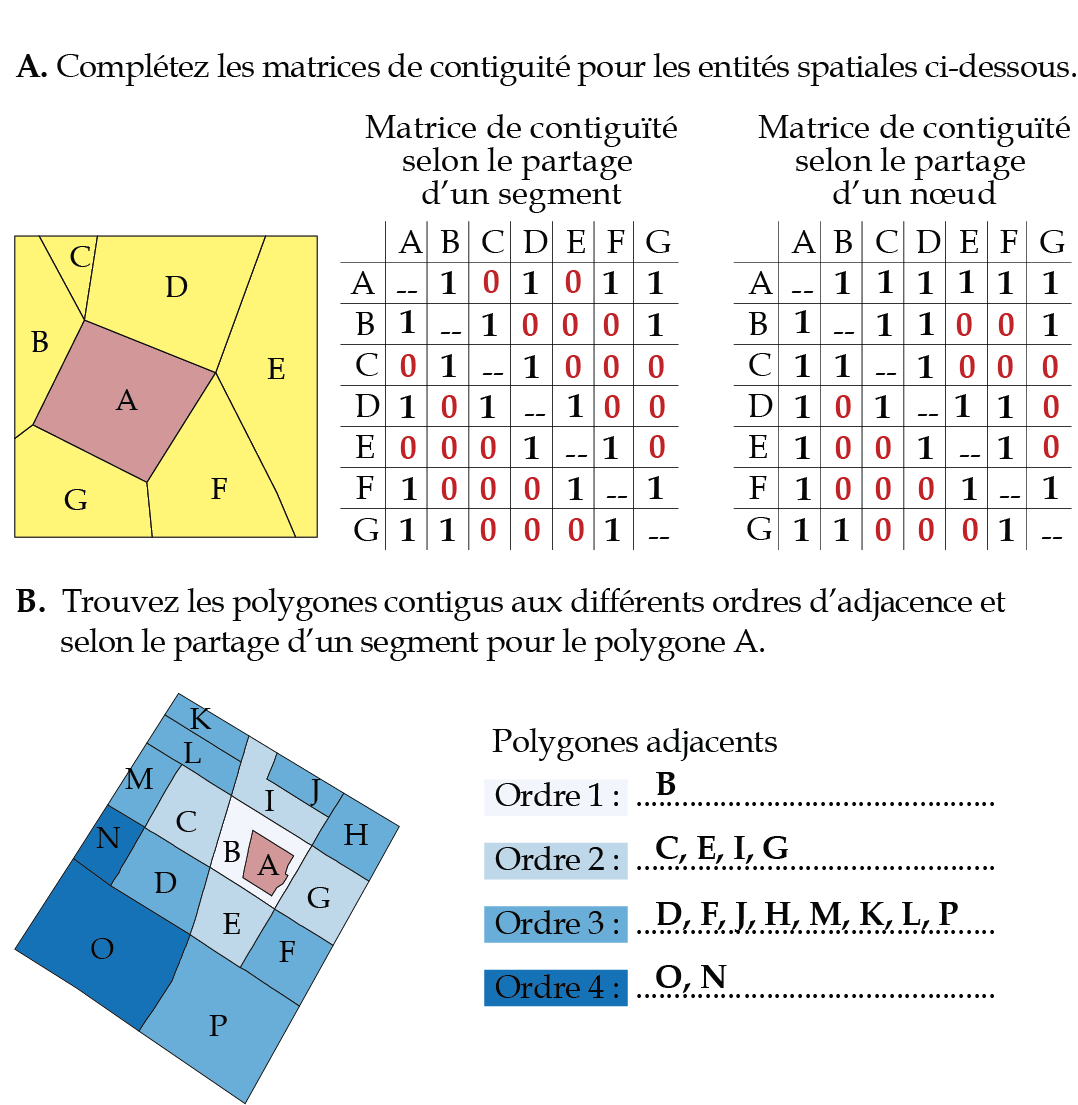 A. Complétez les matrices de contiguité pour les entités spatiales ci-dessous.
Matrice de contiguïté
selon le partage
d'un segment
Matrice de contiguïté
selon le partage
d'un nœud
C
D
B
E
A
G
F
A B C D E F G
A -- 1 0 1 0 1 1
B 1 -- 1 0 0 0 1
C 0 1 -- 1 0 0 0
D 1 0 1 -- 1 0 0
E 0 0 0 1 -- 1 0
F 1 0 0 0 1 -- 1
G 1 1 0 0 0 1 --
A B C D E F G
A -- 1 1 1 1 1 1
B 1 -- 1 1 0 0 1
C 1 1 -- 1 0 0 0
D 1 0 1 -- 1 1 0
E 1 0 0 1 -- 1 0
F 1 0 0 0 1 -- 1
G 1 1 0 0 0 1 --
B. Trouvez les polygones contigus aux différents ordres d'adjacence et
selon le partage d'un segment pour le polygone A.
K
L
M
I
J
C
H
N
B
A
D
G
E
O
F
P
Polygones adjacents
Ordre 1 : B
Ordre 2 : C, E, I, G
Ordre 3 : D, F, J, H, M, K, L, P
Ordre 4 : O, N